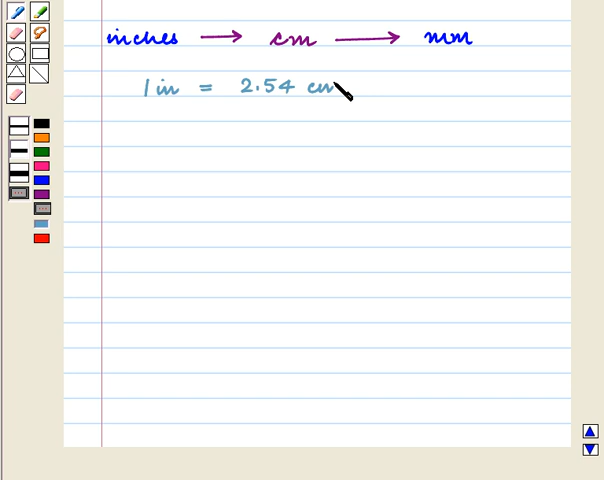 inches → cm → mm
1 in = 2.54 cm